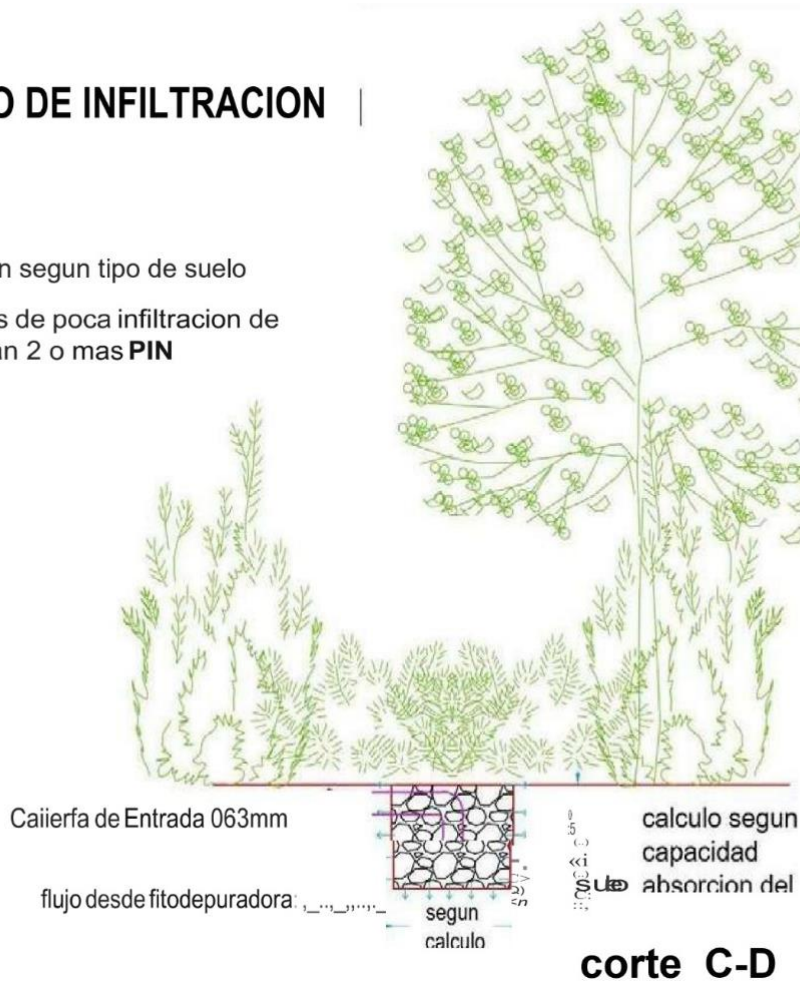 O DE INFILTRACION
n segun tipo de suelo
s de poca infiltracion de
an 2 o mas PIN
Caiierfa de Entrada 063mm
calculo segun
capacidad
absorcion del
flujo desde fitodepuradora:
segun
calculo
corte C-D